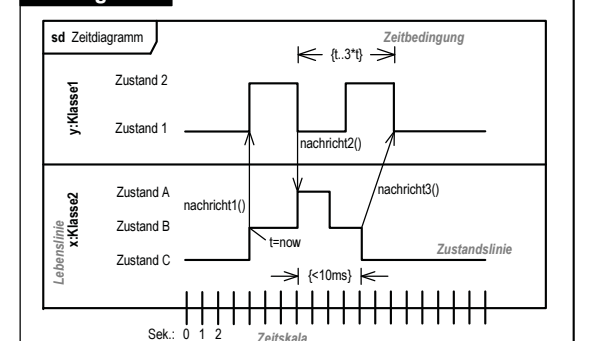 sd Zeitdiagramm
Zeitbedingung
{t..3*t}
Zustand 2
y:Klasse1
Zustand 1
nachricht2()
Zustand A
nachricht1()
nachricht3()
Lebenslinie
x:Klasse2
Zustand B
t=now
Zustandslinie
Zustand C
{<10ms}
Sek.: 0 1 2
Zeitskala